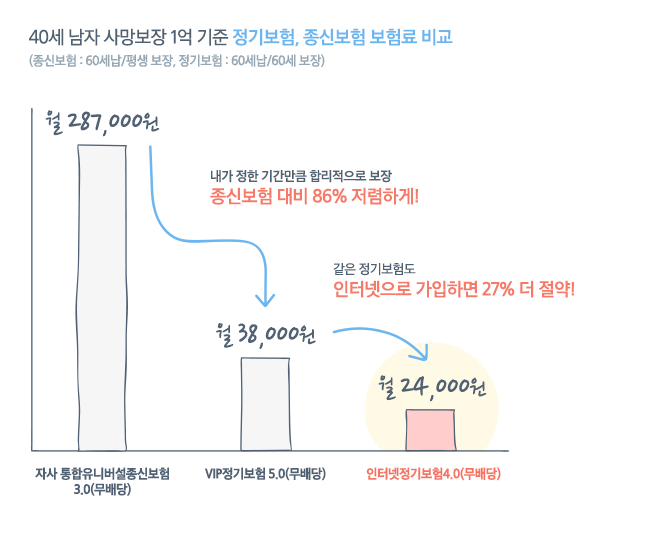 40세 남자 사망보장 1억 기준 정기보험, 종신보험 보험료 비교
(종신보험 : 60세납/평생 보장, 정기보험 : 60세납/60세 보장)
월 287,000원
내가 정한 기간만큼 합리적으로 보장
종신보험 대비 86% 저렴하게!
같은 정기보험도
인터넷으로 가입하면 27% 더 절약!
월 38,000원
월 24,000원
자사 통합유니버설종신보험
3.0(무배당)
VIP정기보험 5.0(무배당)
인터넷정기보험4.0(무배당)